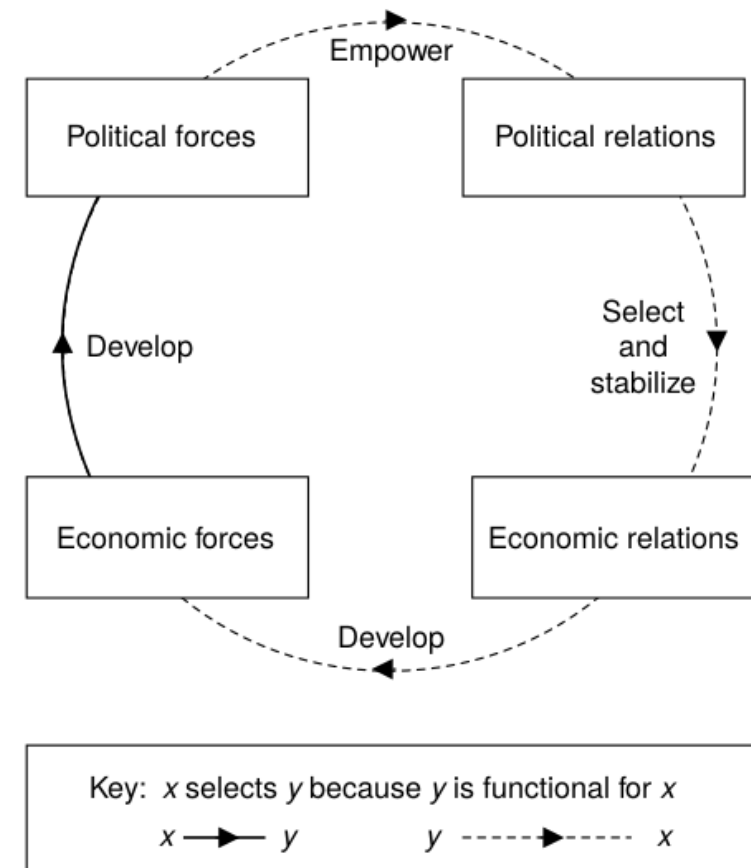 Empower
Political forces
Political relations
Develop
Select
and
stabilize
Economic forces
Economic relations
Develop
Key: x selects y because y is functional for x
x y y x